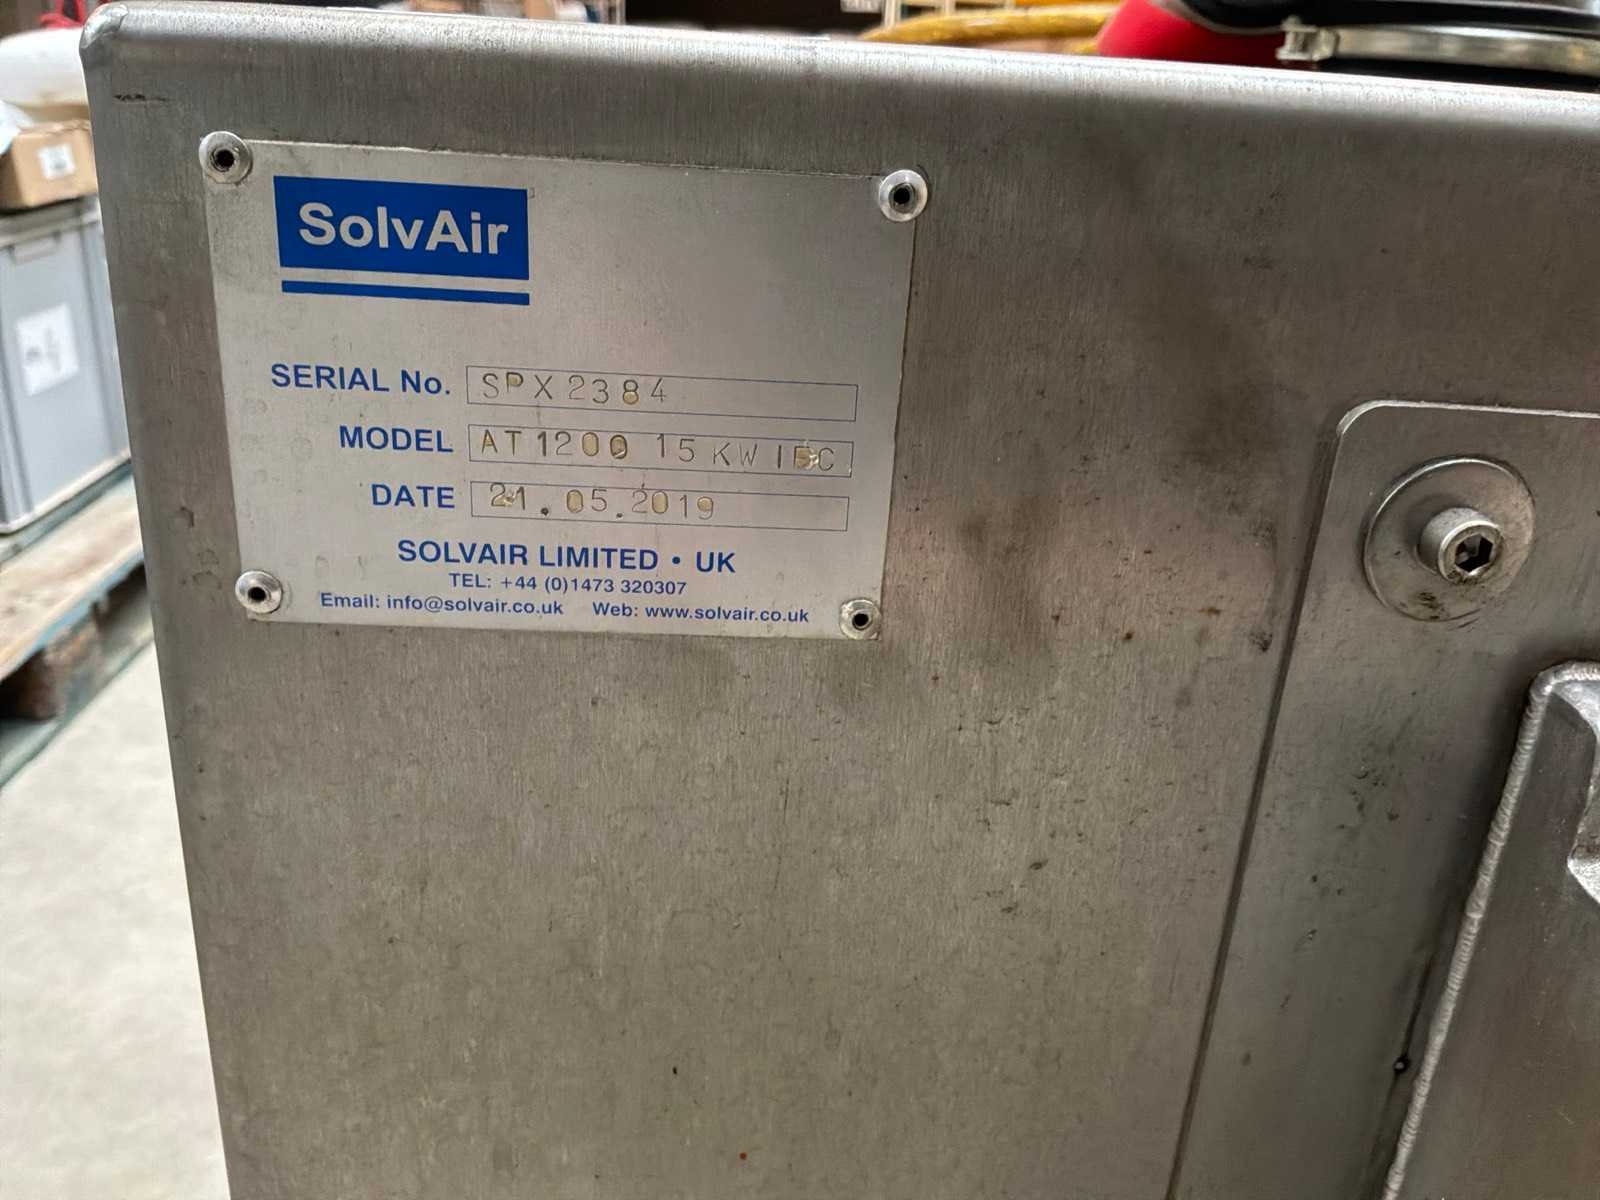 SolvAir
SERIAL No. SPX2384
MODEL AT1200 15KW IEC
DATE 21.05.2019
SOLVAIR LIMITED • UK
TEL: +44 (0)1473 320307
Email: info@solvair.co.uk Web: www.solvair.co.uk